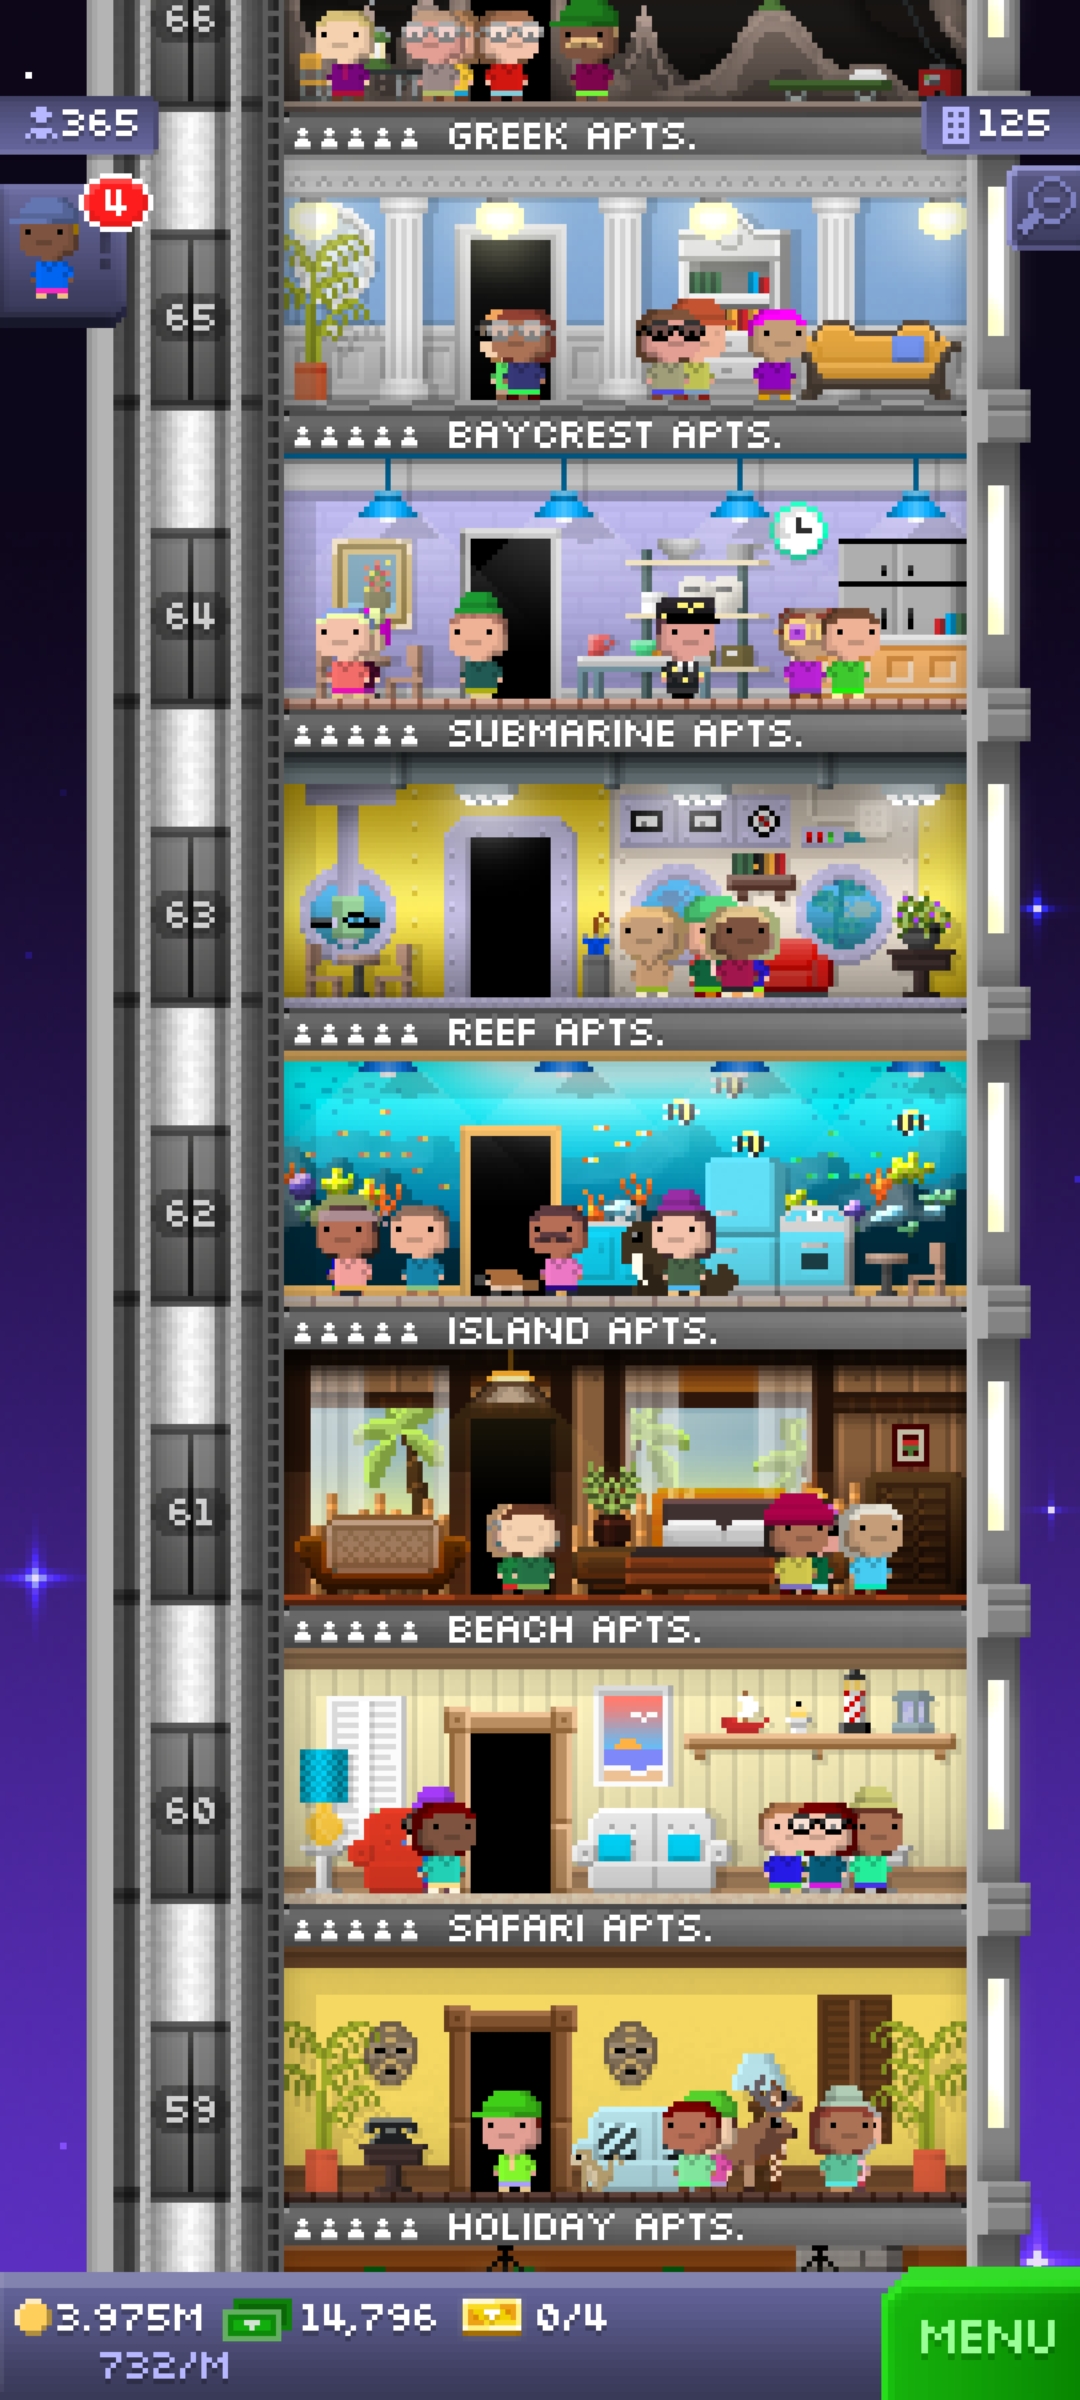 66
365
GREEK APTS.
125
4
65
BAYCREST APTS.
64
SUBMARINE APTS.
63
REEF APTS.
62
ISLAND APTS.
61
BEACH APTS.
60
SAFARI APTS.
59
HOLIDAY APTS.
3.975M 14,796 0/4
732/M
MENU